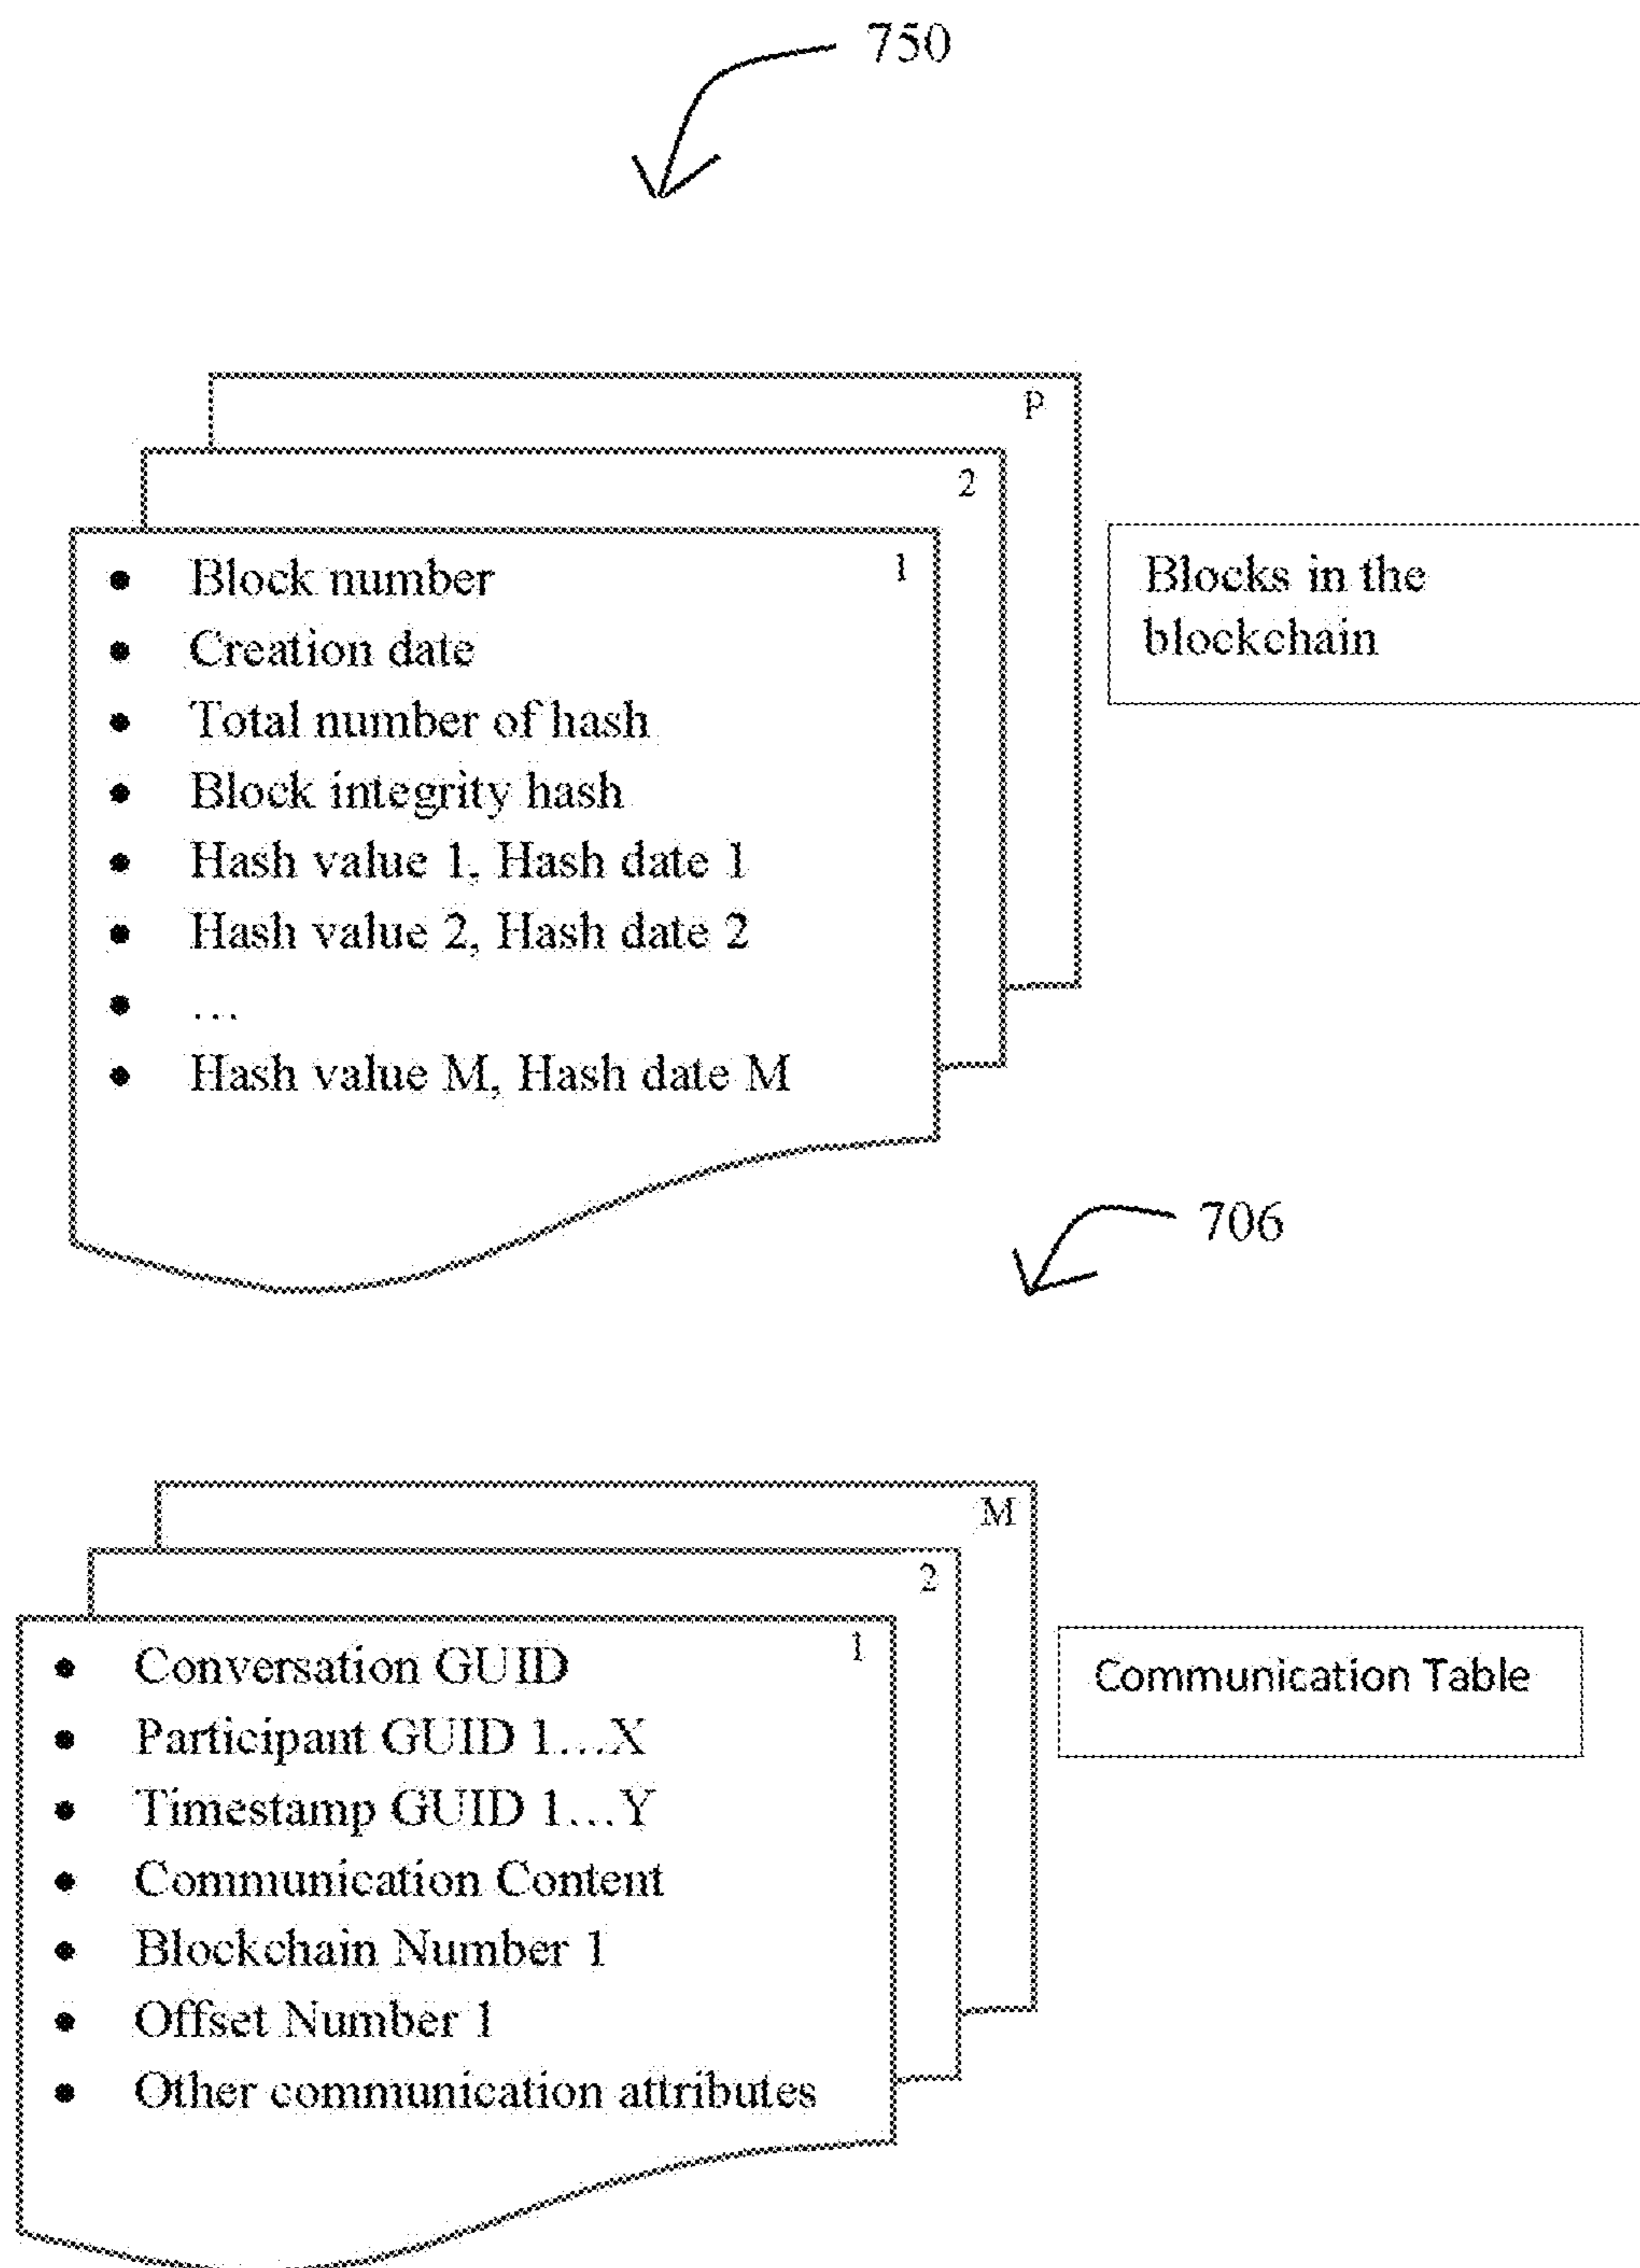 750
P
2
1
• Block number
• Creation date
• Total number of hash
• Block integrity hash
• Hash value 1, Hash date 1
• Hash value 2, Hash date 2
• …
• Hash value M, Hash date M
Blocks in the
blockchain
706
M
2
1
• Conversation GUID
• Participant GUID 1…X
• Timestamp GUID 1…Y
• Communication Content
• Blockchain Number 1
• Offset Number 1
• Other communication attributes
Communication Table